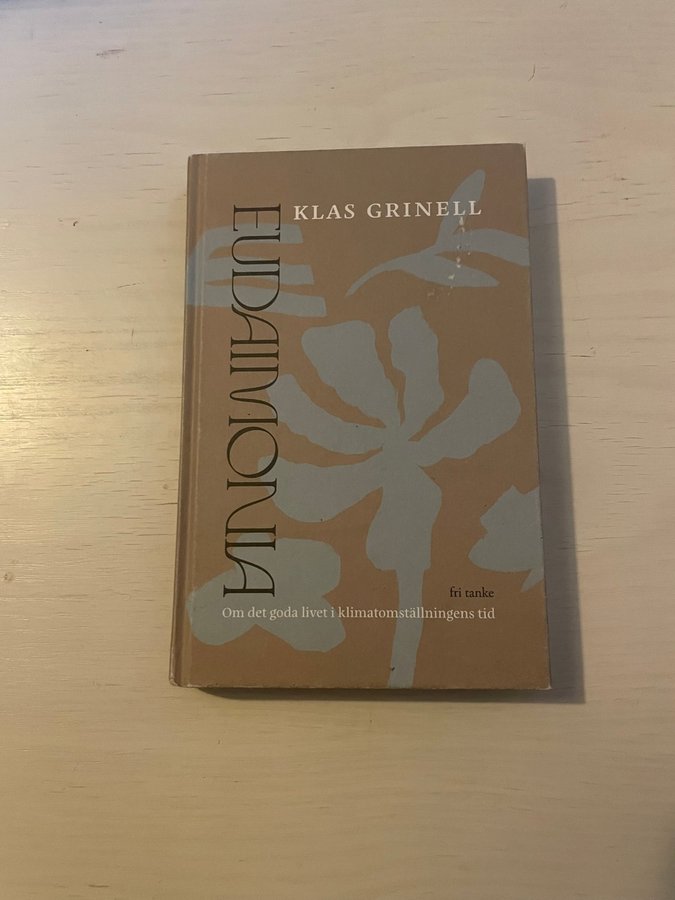 KLAS GRINELL
EUDAIMONIA
fri tanke
Om det goda livet i klimatomställningens tid